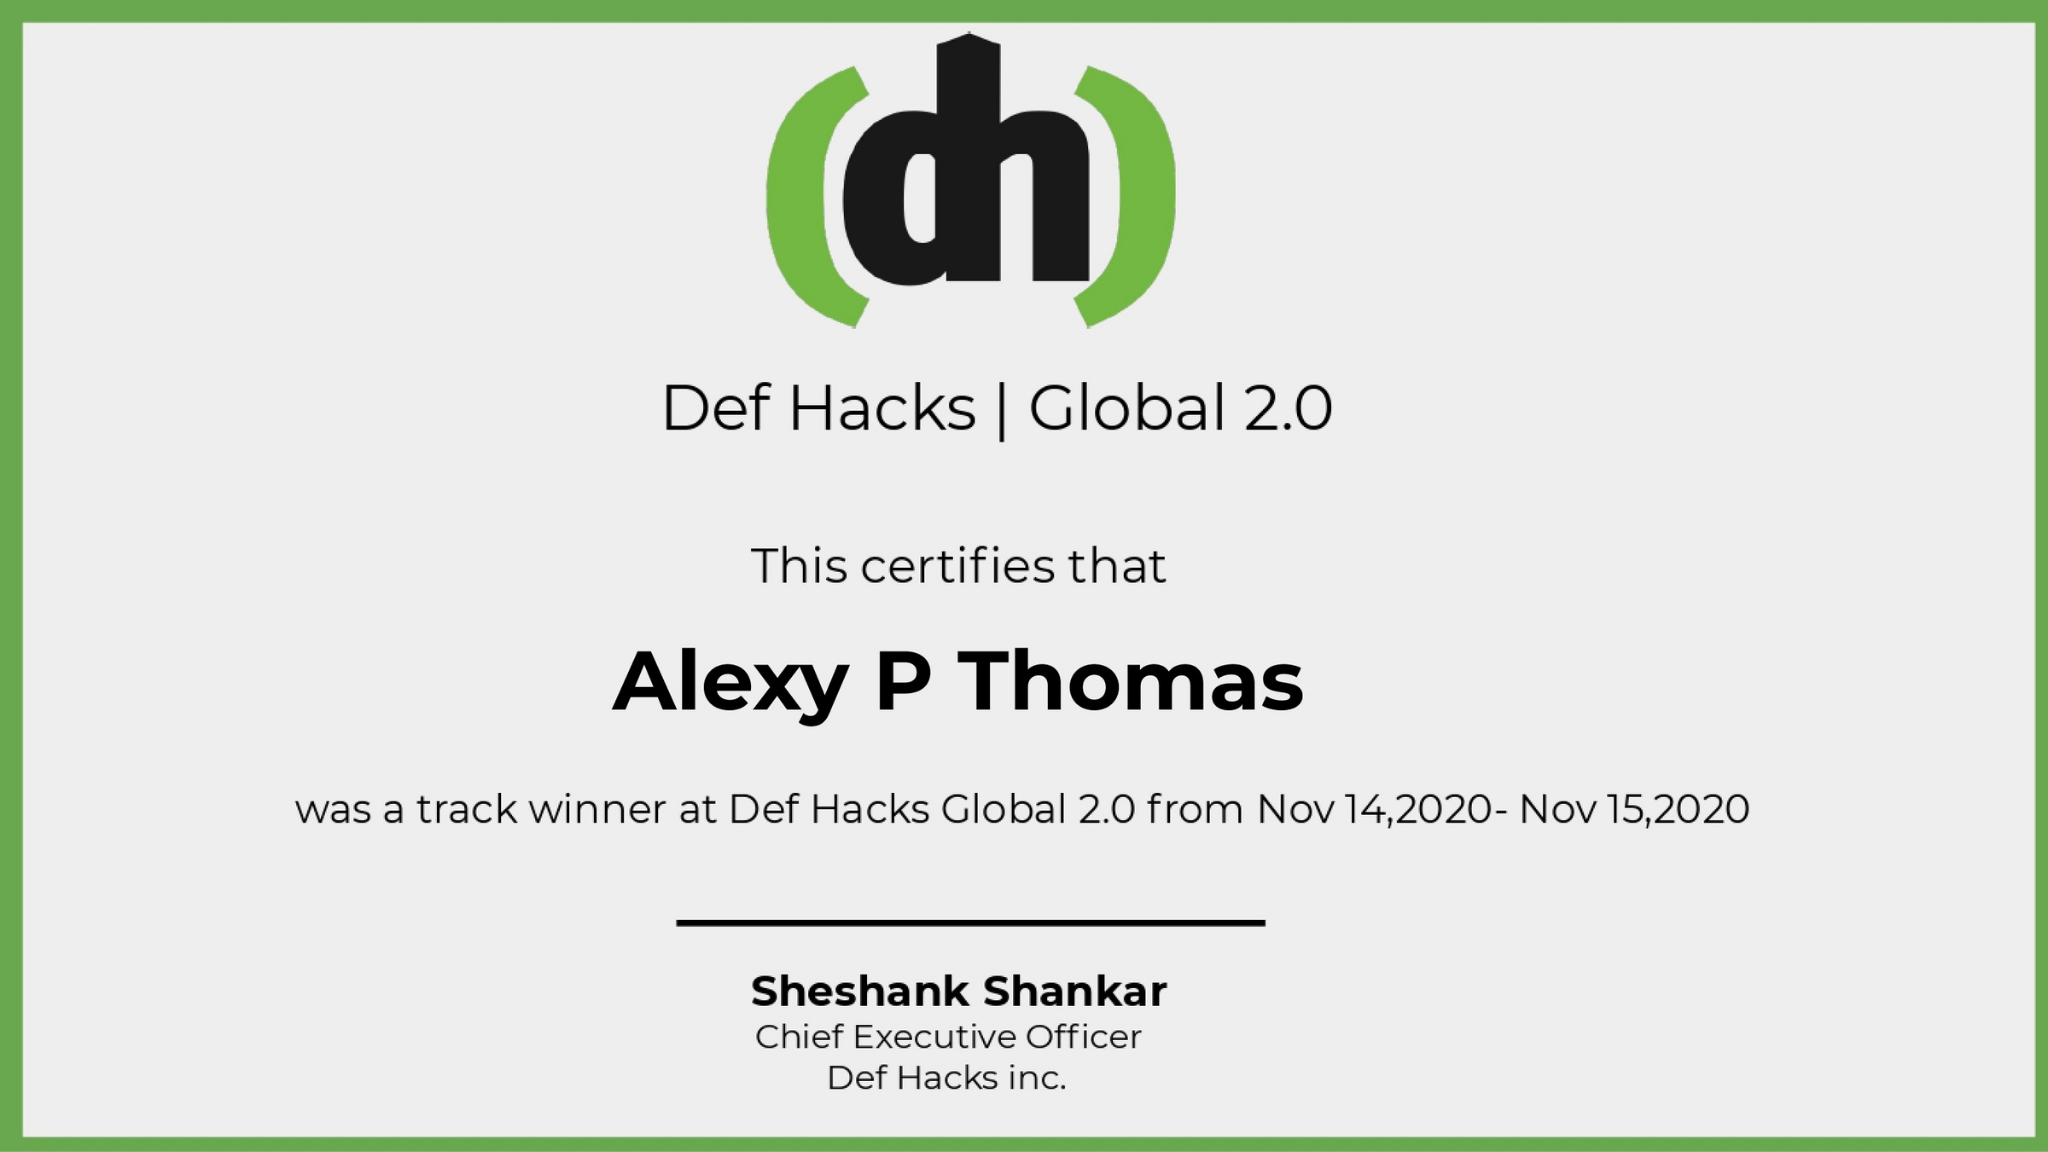 (dh)
Def Hacks | Global 2.0
This certifies that
Alexy P Thomas
was a track winner at Def Hacks Global 2.0 from Nov 14,2020- Nov 15,2020
Sheshank Shankar
Chief Executive Officer
Def Hacks inc.